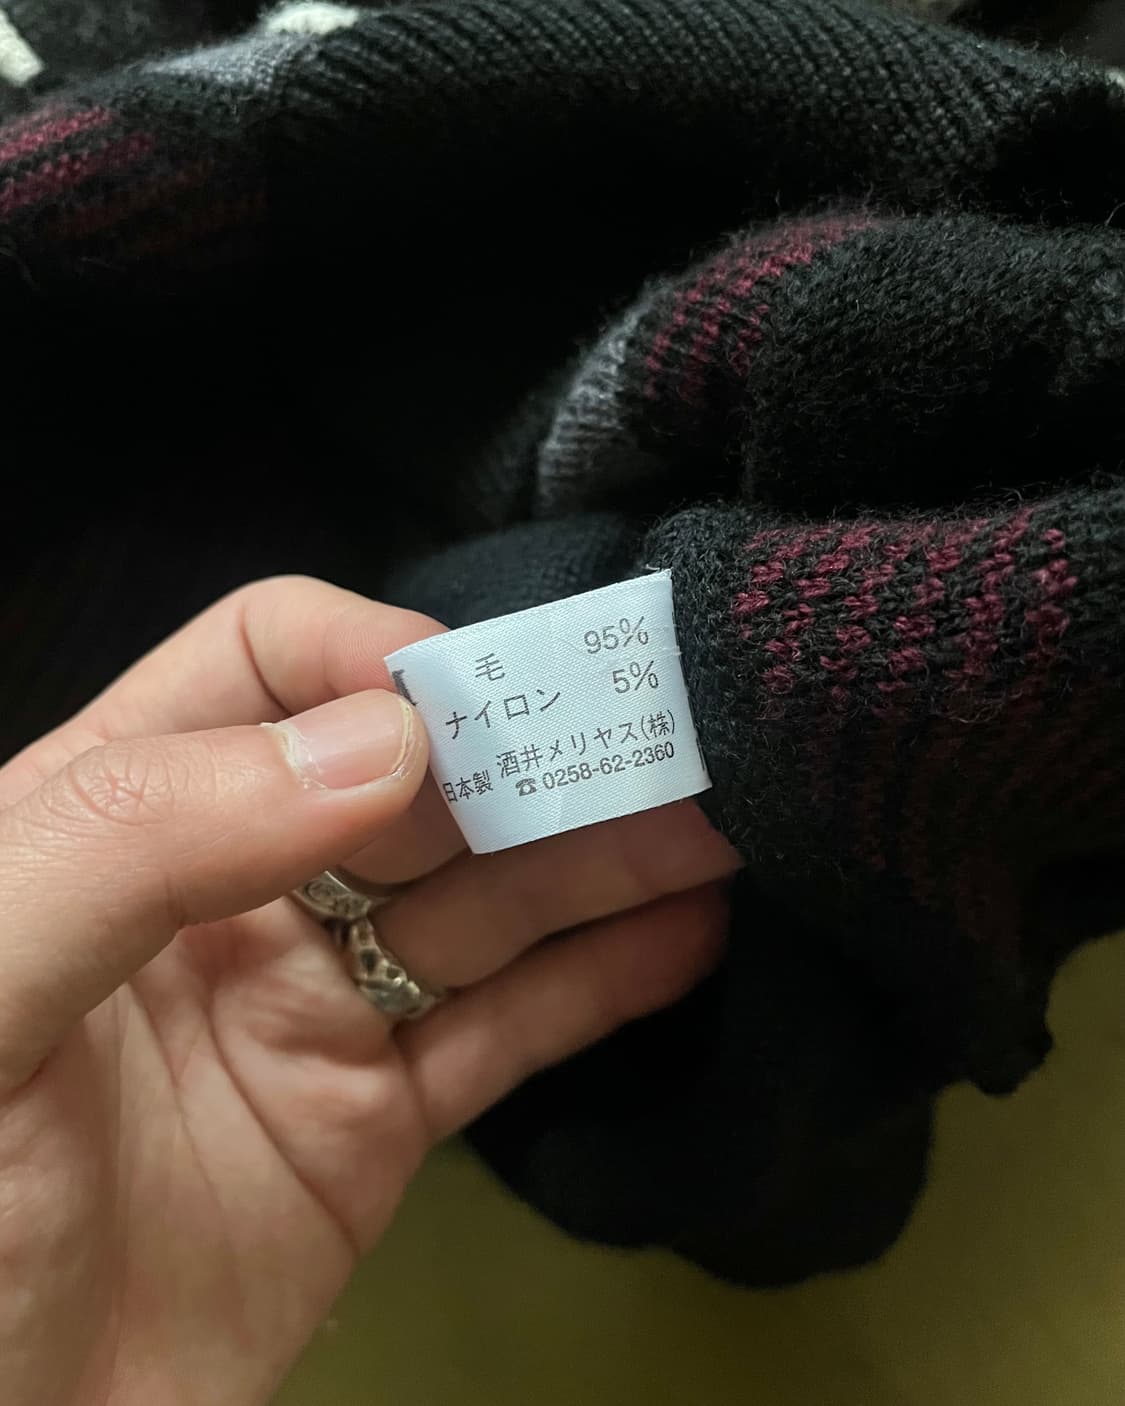 M
毛 95%
ナイロン 5%
酒井メリヤス(株)
日本製 ☎0258-62-2360